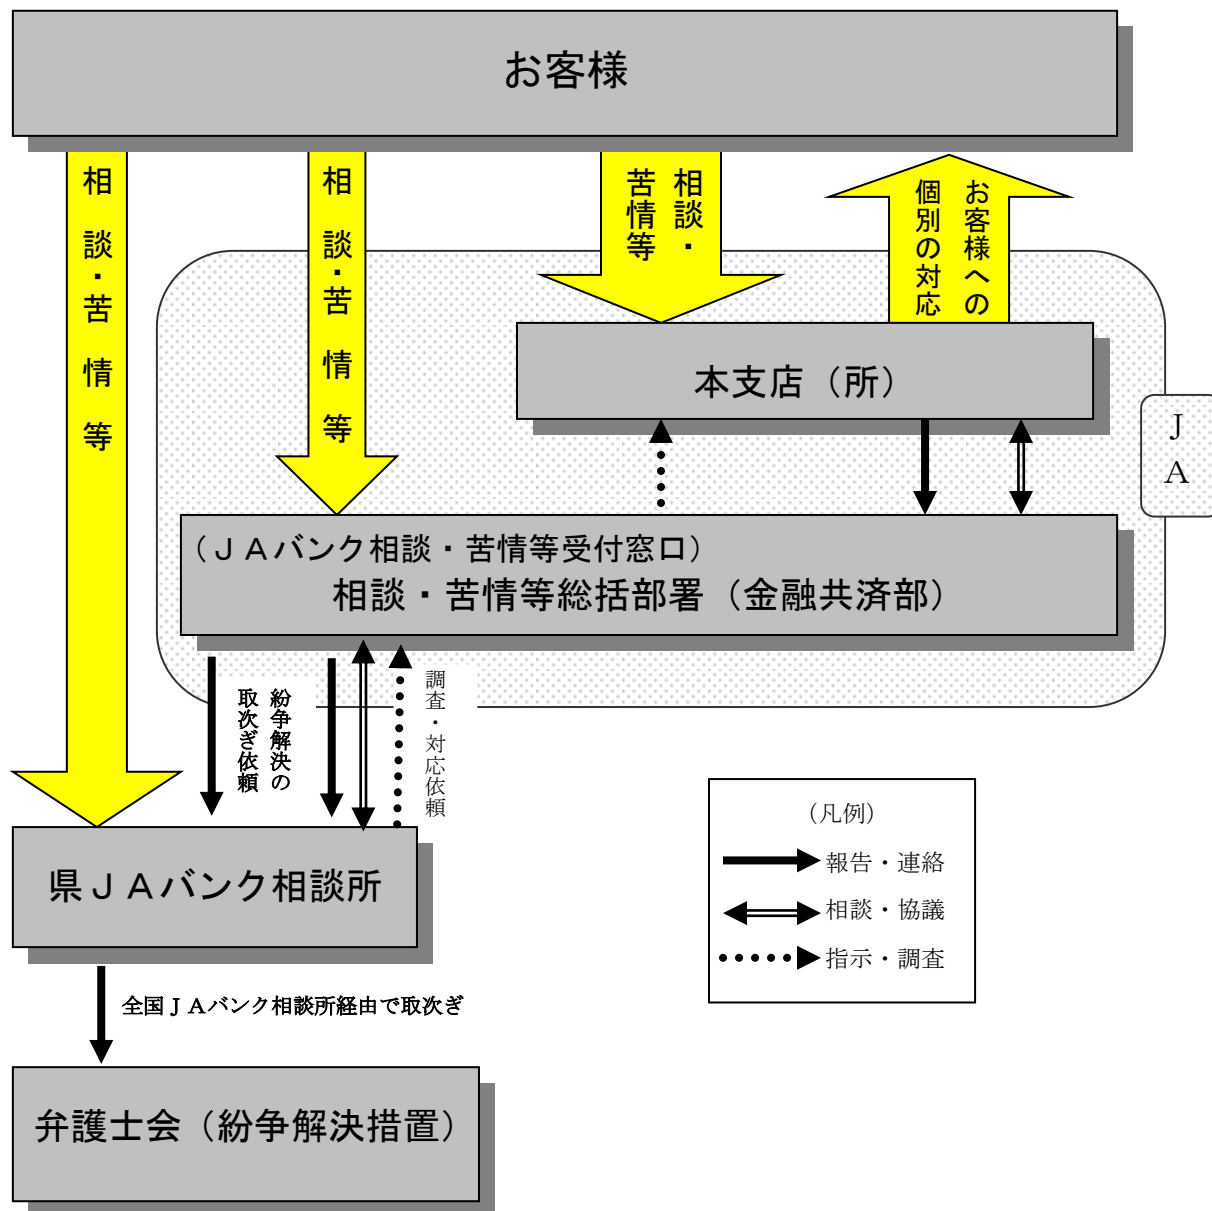 お客様
相談・苦情等
相談・苦情等
相談・
苦情等
お客様への
個別の対応
本支店（所）
ＪＡ
（ＪＡバンク相談・苦情等受付窓口）
相談・苦情等総括部署（金融共済部）
紛争解決の
取次ぎ依頼
調査・対応依頼
県ＪＡバンク相談所
（凡例）
報告・連絡
相談・協議
指示・調査
全国ＪＡバンク相談所経由で取次ぎ
弁護士会（紛争解決措置）